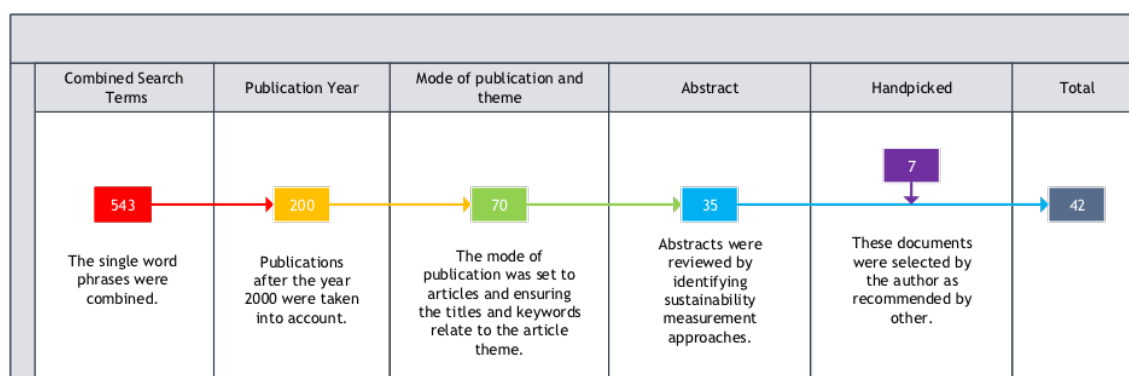 Combined Search
Terms
Publication Year
Mode of publication and
theme
Abstract
Handpicked
Total
543
200
70
35
7
42
The single word
phrases were
combined.
Publications
after the year
2000 were taken
into account.
The mode of
publication was set to
articles and ensuring
the titles and keywords
relate to the article
theme.
Abstracts were
reviewed by
identifying
sustainability
measurement
approaches.
These documents
were selected by
the author as
recommended by
other.